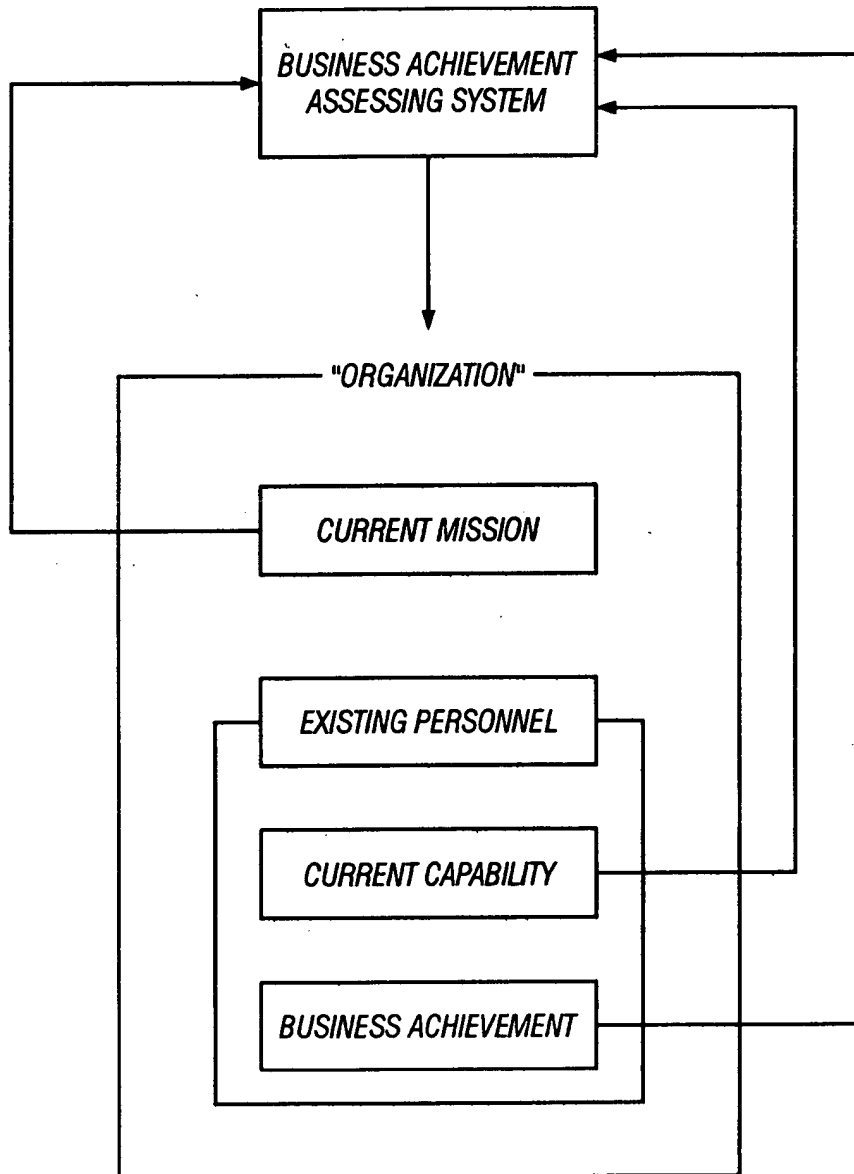 BUSINESS ACHIEVEMENT
ASSESSING SYSTEM
"ORGANIZATION"
CURRENT MISSION
EXISTING PERSONNEL
CURRENT CAPABILITY
BUSINESS ACHIEVEMENT